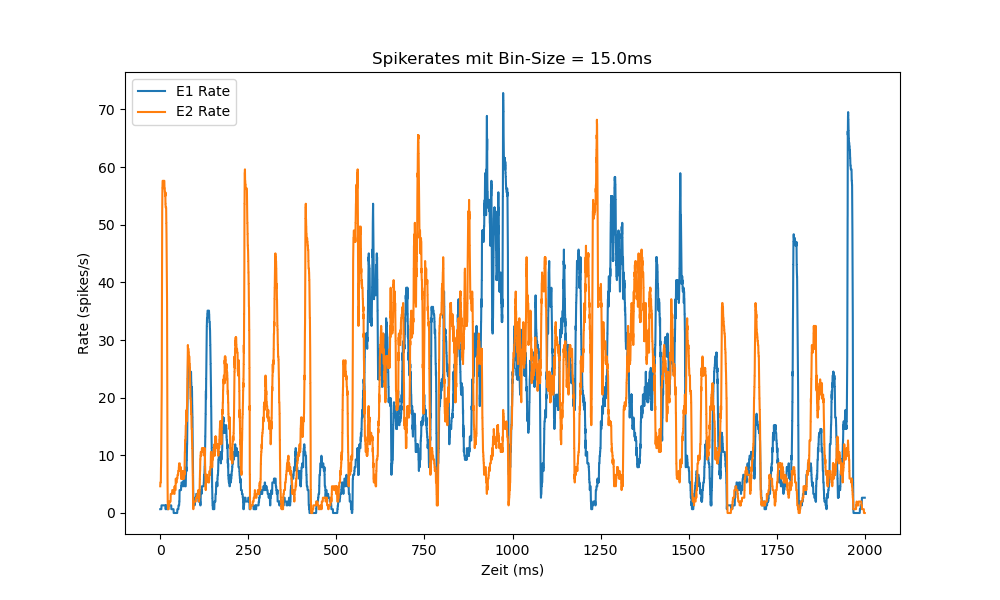 Spikerates mit Bin-Size = 15.0ms
E1 Rate
E2 Rate
Rate (spikes/s)
70
60
50
40
30
20
10
0
0 250 500 750 1000 1250 1500 1750 2000
Zeit (ms)